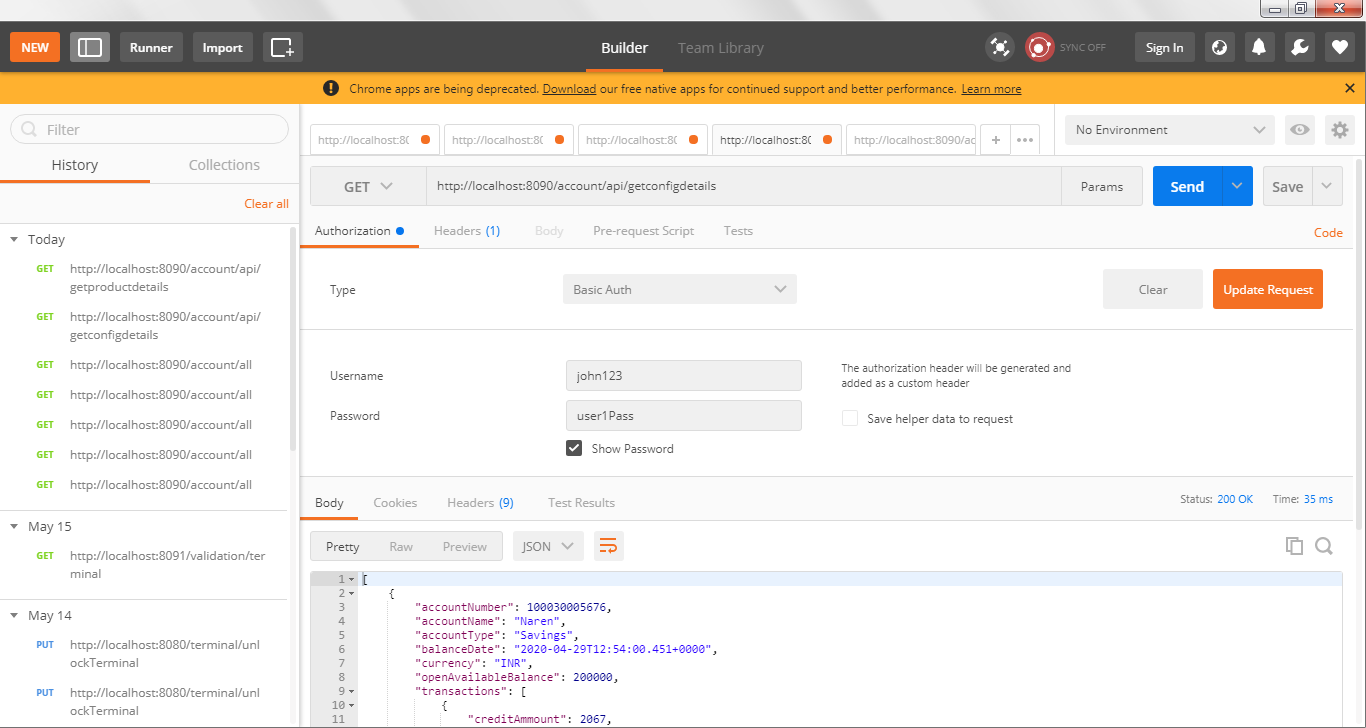 NEW
Runner
Import
Builder
Team Library
SYNC OFF
Sign In
Chrome apps are being deprecated. Download our free native apps for continued support and better performance. Learn more
Filter
History
Collections
Clear all
Today
GET http://localhost:8090/account/api/
getproductdetails
GET http://localhost:8090/account/api/
getconfigdetails
GET http://localhost:8090/account/all
GET http://localhost:8090/account/all
GET http://localhost:8090/account/all
GET http://localhost:8090/account/all
GET http://localhost:8090/account/all
May 15
GET http://localhost:8091/validation/ter
minal
May 14
PUT http://localhost:8080/terminal/unl
ockTerminal
PUT http://localhost:8080/terminal/unl
ockTerminal
http://localhost:80
http://localhost:80
http://localhost:80
http://localhost:80
http://localhost:8090/ac
No Environment
GET
http://localhost:8090/account/api/getconfigdetails
Params
Send
Save
Authorization
Headers (1)
Body
Pre-request Script
Tests
Code
Type
Basic Auth
Clear
Update Request
Username
john123
The authorization header will be generated and
added as a custom header
Password
user1Pass
Save helper data to request
Show Password
Body
Cookies
Headers (9)
Test Results
Status: 200 OK
Time: 35 ms
Pretty
Raw
Preview
JSON
1 [
2 {
3 "accountNumber": 100030005676,
4 "accountName": "Naren",
5 "accountType": "Savings",
6 "balanceDate": "2020-04-29T12:54:00.451+0000",
7 "currency": "INR",
8 "openAvailableBalance": 200000,
9 "transactions": [
10 {
11 "creditAmmount": 2067,